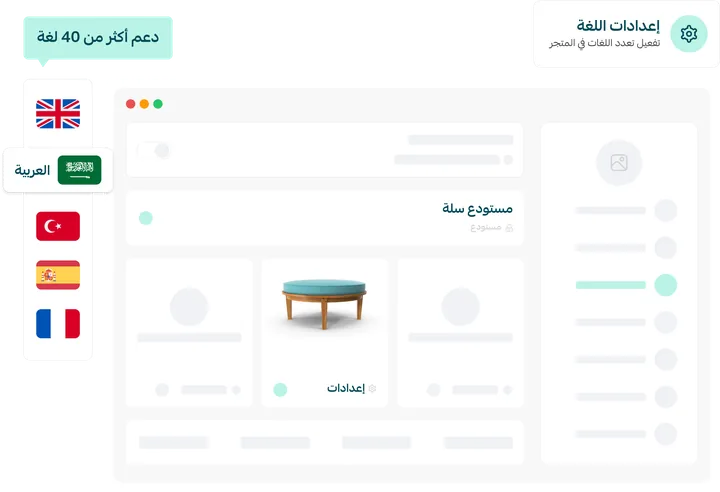 إعدادات اللغة
تفعيل تعدد اللغات في المتجر
دعم أكثر من 40 لغة
العربية
مستودع سلة
مستودع
إعدادات